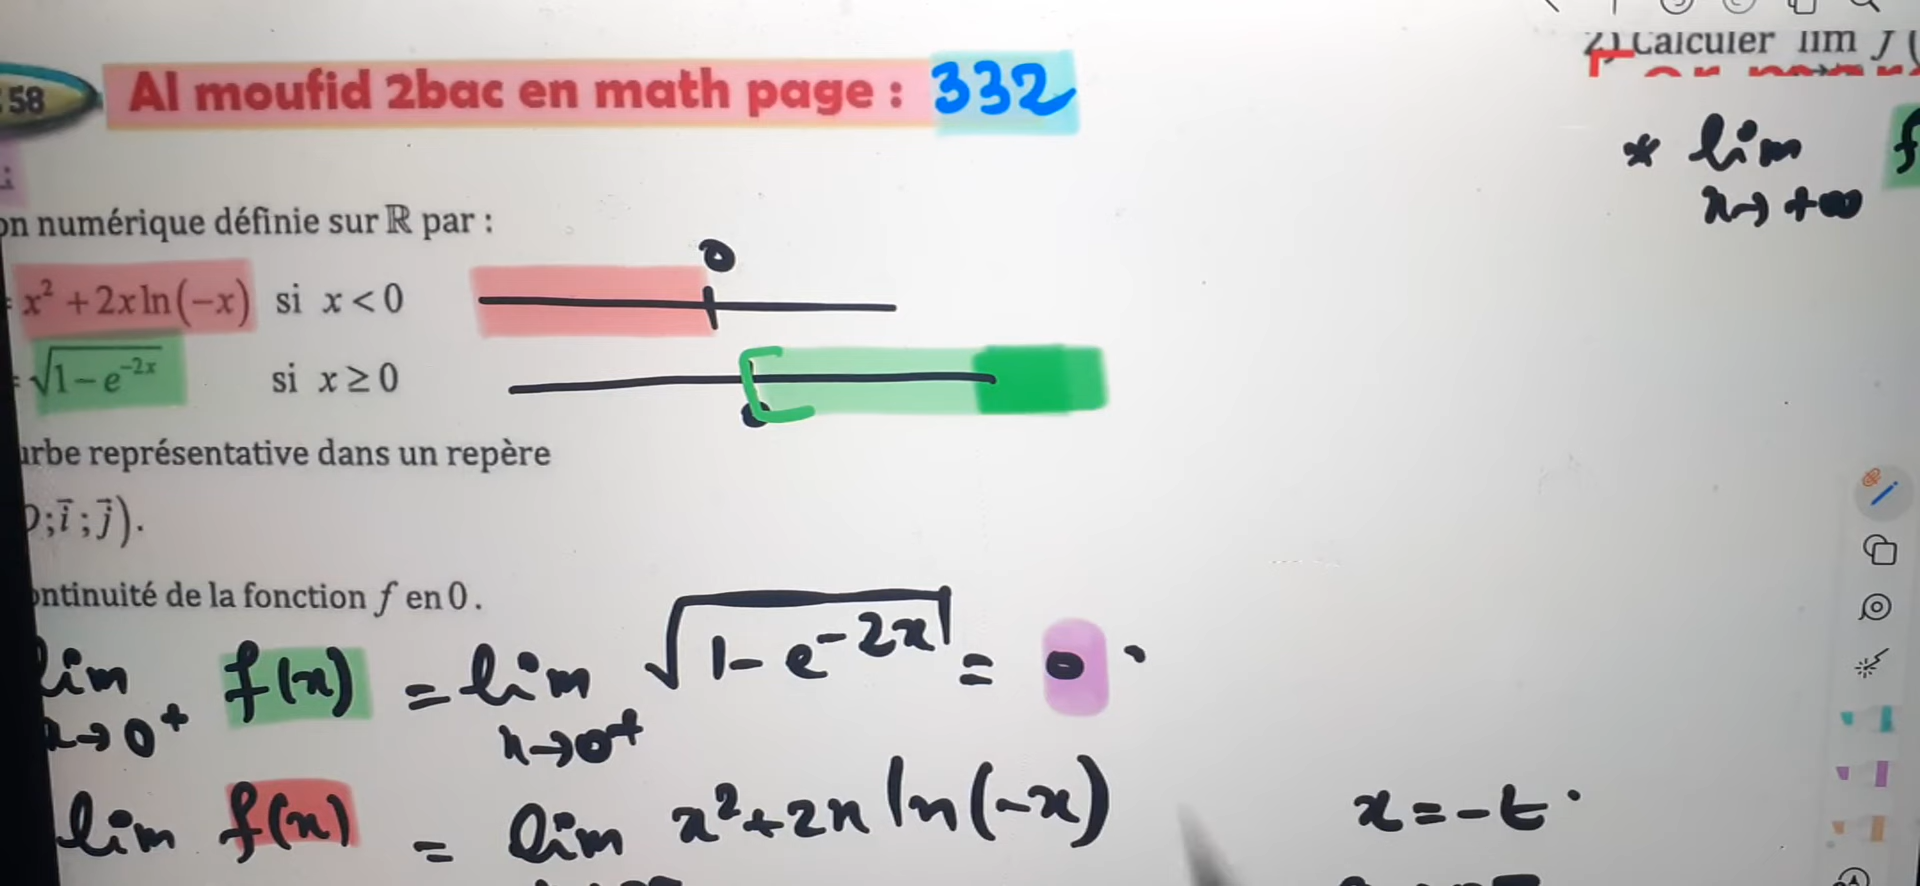 58
Al moufid 2bac en math page : 332
on numérique définie sur ℝ par :
= x² + 2x ln(−x) si x < 0
0
= √(1 − e^{−2x}) si x ≥ 0
urbe représentative dans un repère
;i⃗ ; j⃗).
ontinuité de la fonction f en 0.
lim x→0⁺ f(x) = lim x→0⁺ √(1 − e^{−2x}) = 0
lim f(x) = lim x² + 2x ln(−x)
x = −t
2) Calculer lim f(
* lim x→+∞ f